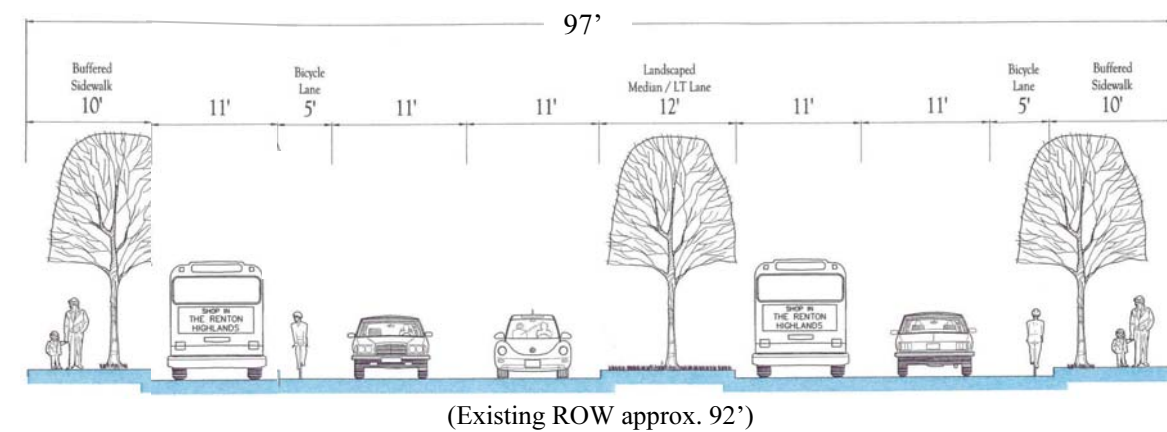 97’
Buffered
Sidewalk
10'
11'
Bicycle
Lane
5'
11'
11'
Landscaped
Median / LT Lane
12'
11'
11'
Bicycle
Lane
5'
Buffered
Sidewalk
10'
SHOP IN
THE RENTON
HIGHLANDS
SHOP IN
THE RENTON
HIGHLANDS
(Existing ROW approx. 92’)